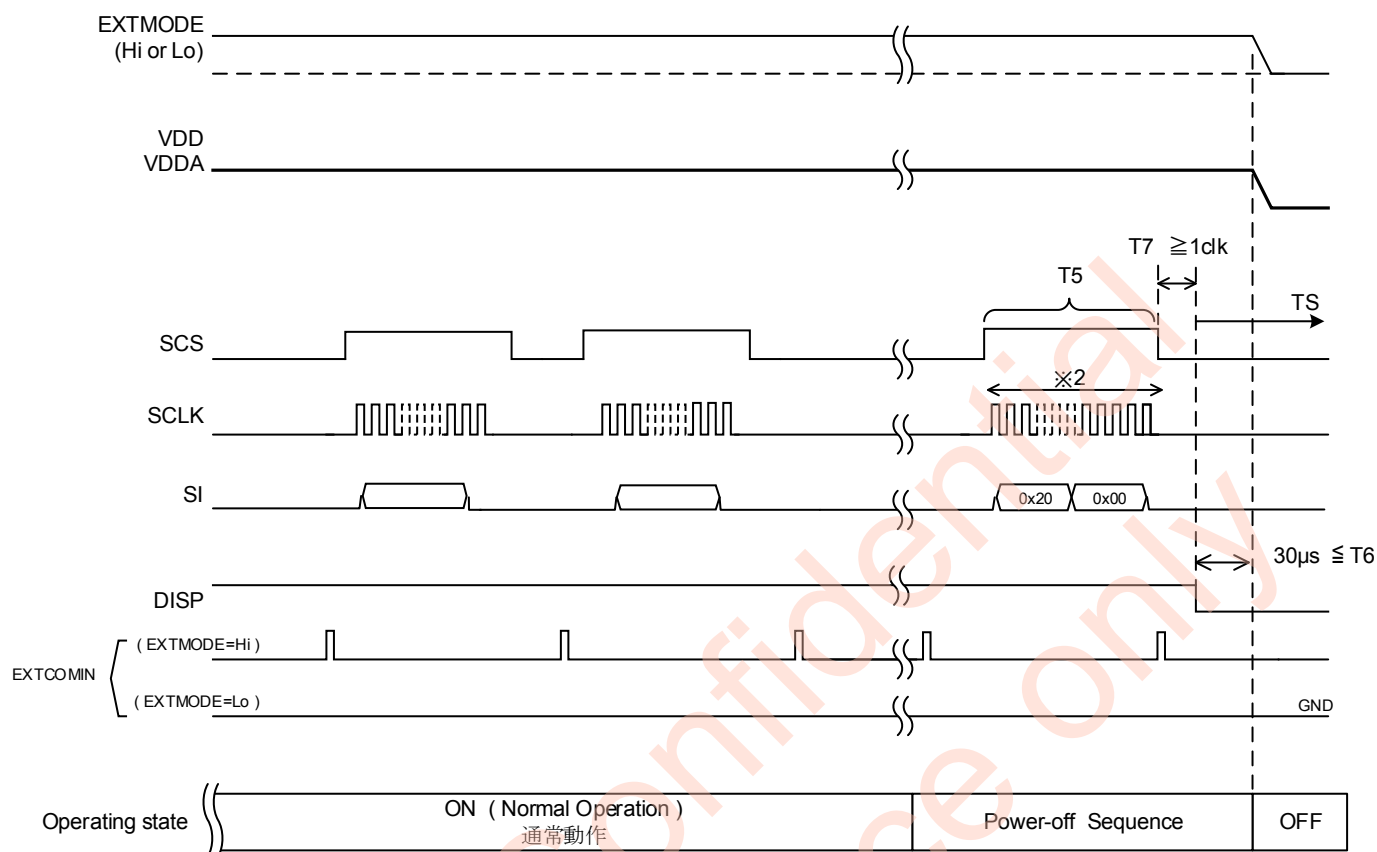 EXTMODE
(Hi or Lo)
VDD
VDDA
T7 ≧1clk
T5
TS
SCS
※2
SCLK
SI
0x20
0x00
30μs ≦ T6
DISP
( EXTMODE=Hi )
EXTCOMIN
( EXTMODE=Lo )
GND
Operating state
ON ( Normal Operation )
通常動作
Power-off Sequence
OFF
onfidential
ce only